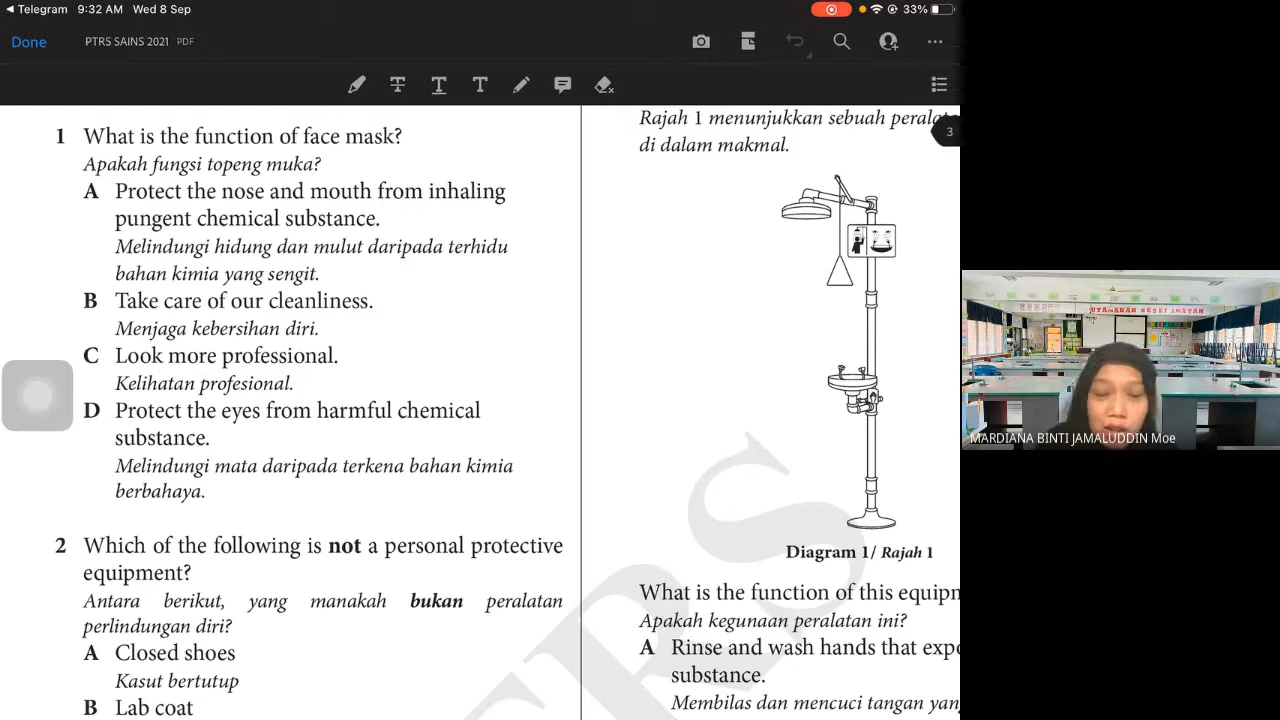 Telegram 9:32 AM Wed 8 Sep 33%
Done PTRS SAINS 2021 PDF
1 What is the function of face mask?
Apakah fungsi topeng muka?
A Protect the nose and mouth from inhaling
pungent chemical substance.
Melindungi hidung dan mulut daripada terhidu
bahan kimia yang sengit.
B Take care of our cleanliness.
Menjaga kebersihan diri.
C Look more professional.
Kelihatan profesional.
D Protect the eyes from harmful chemical
substance.
Melindungi mata daripada terkena bahan kimia
berbahaya.
2 Which of the following is not a personal protective
equipment?
Antara berikut, yang manakah bukan peralatan
perlindungan diri?
A Closed shoes
Kasut bertutup
B Lab coat
Rajah 1 menunjukkan sebuah
di dalam makmal.
3
Diagram 1/ Rajah 1
What is the function of this
Apakah kegunaan peralatan ini?
A Rinse and wash hands that
substance.
Membilas dan mencuci tangan
RS
MARDIANA BINTI JAMALUDDIN Moe